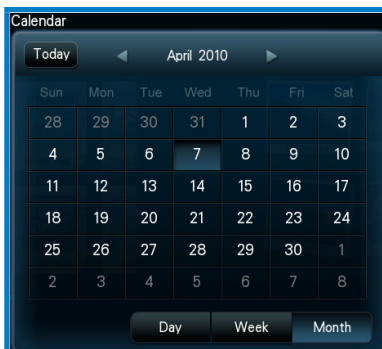 Calendar
Today April 2010
Sun Mon Tue Wed Thu Fri Sat
28 29 30 31 1 2 3
4 5 6 7 8 9 10
11 12 13 14 15 16 17
18 19 20 21 22 23 24
25 26 27 28 29 30 1
2 3 4 5 6 7 8
Day Week Month